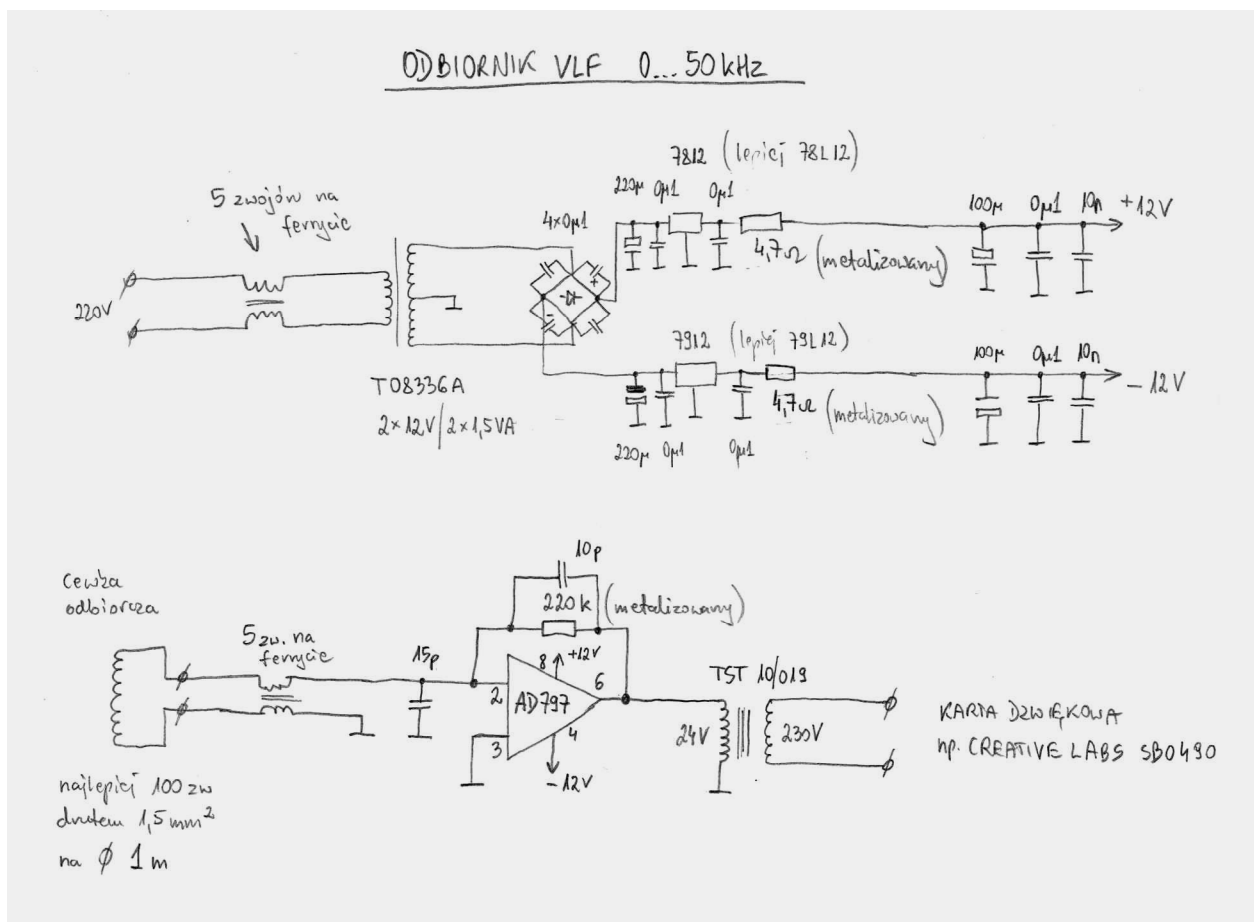 ODBIORNIK VLF 0...50kHz
7812 (lepiej 78L12)
220µ 0µ1 0µ1
5 zwojów na
ferrycie
4×0µ1
100µ 0µ1 10n +12V
4,7Ω (metalizowany)
220V
+
-
7912 (lepiej 79L12)
100µ 0µ1 10n
-12V
4,7Ω (metalizowany)
TO8336A
2×12V/2×1,5VA
220µ 0µ1 0µ1
10p
220k (metalizowany)
Cewka
odbiorcza
5 zw. na
ferrycie
15p
8 +12V
2 AD797 6
3 4
-12V
TST 10/019
24V 230V
KARTA DZWIĘKOWA
np. CREATIVE LABS SB0490
najlepiej 100 zw
drutem 1,5 mm²
na ϕ 1 m